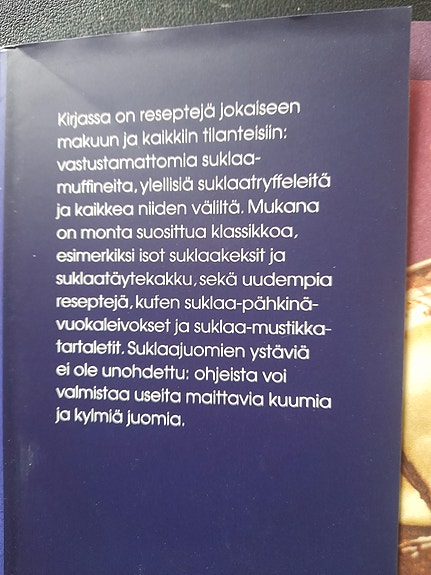 Kirjassa on reseptejä jokaiseen
makuun ja kaikkiin tilanteisiin:
vastustamattomia suklaa-
muffineita, ylellisiä suklaatryffeleitä
ja kaikkea niiden väliltä. Mukana
on monta suosittua klassikkoa,
esimerkiksi isot suklaakeksit ja
suklaatäytekakku, sekä uudempia
reseptejä, kuten suklaa-pähkinä-
vuokaleivokset ja suklaa-mustikka-
tartaletit. Suklaajuomien ystäviä
ei ole unohdettu: ohjeista voi
valmistaa useita maittavia kuumia
ja kylmiä juomia.